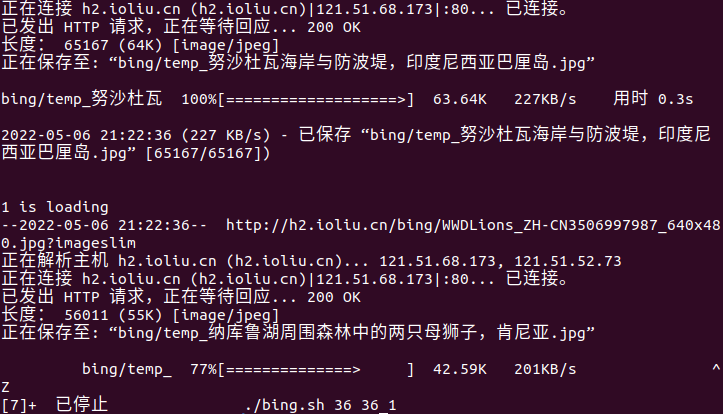 正在连接 h2.ioliu.cn (h2.ioliu.cn)|121.51.68.173|:80... 已连接。
已发出 HTTP 请求，正在等待回应... 200 OK
长度： 65167 (64K) [image/jpeg]
正在保存至: “bing/temp_努沙杜瓦海岸与防波堤，印度尼西亚巴厘岛.jpg”
bing/temp_努沙杜瓦  100%[===================>]  63.64K   227KB/s    用时 0.3s
2022-05-06 21:22:36 (227 KB/s) - 已保存 “bing/temp_努沙杜瓦海岸与防波堤，印度尼
西亚巴厘岛.jpg” [65167/65167])
1 is loading
--2022-05-06 21:22:36--  http://h2.ioliu.cn/bing/WWDLions_ZH-CN3506997987_640x48
0.jpg?imageslim
正在解析主机 h2.ioliu.cn (h2.ioliu.cn)... 121.51.68.173, 121.51.52.73
正在连接 h2.ioliu.cn (h2.ioliu.cn)|121.51.68.173|:80... 已连接。
已发出 HTTP 请求，正在等待回应... 200 OK
长度： 56011 (55K) [image/jpeg]
正在保存至: “bing/temp_纳库鲁湖周围森林中的两只母狮子，肯尼亚.jpg”
bing/temp_  77%[==============>     ]  42.59K   201KB/s               ^
Z
[7]+  已停止               ./bing.sh 36 36_1